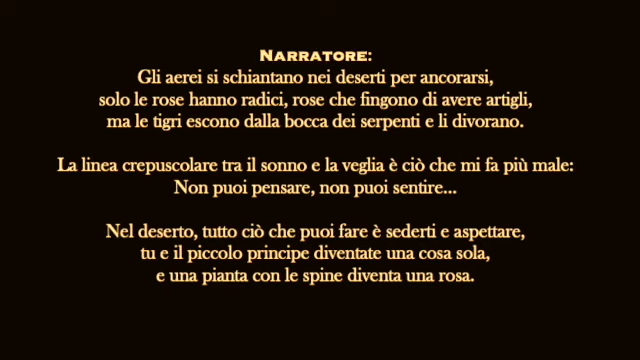 NARRATORE:
Gli aerei si schiantano nei deserti per ancorarsi,
solo le rose hanno radici, rose che fingono di avere artigli,
ma le tigri escono dalla bocca dei serpenti e li divorano.
La linea crepuscolare tra il sonno e la veglia è ciò che mi fa più male:
Non puoi pensare, non puoi sentire...
Nel deserto, tutto ciò che puoi fare è sederti e aspettare,
tu e il piccolo principe diventate una cosa sola,
e una pianta con le spine diventa una rosa.